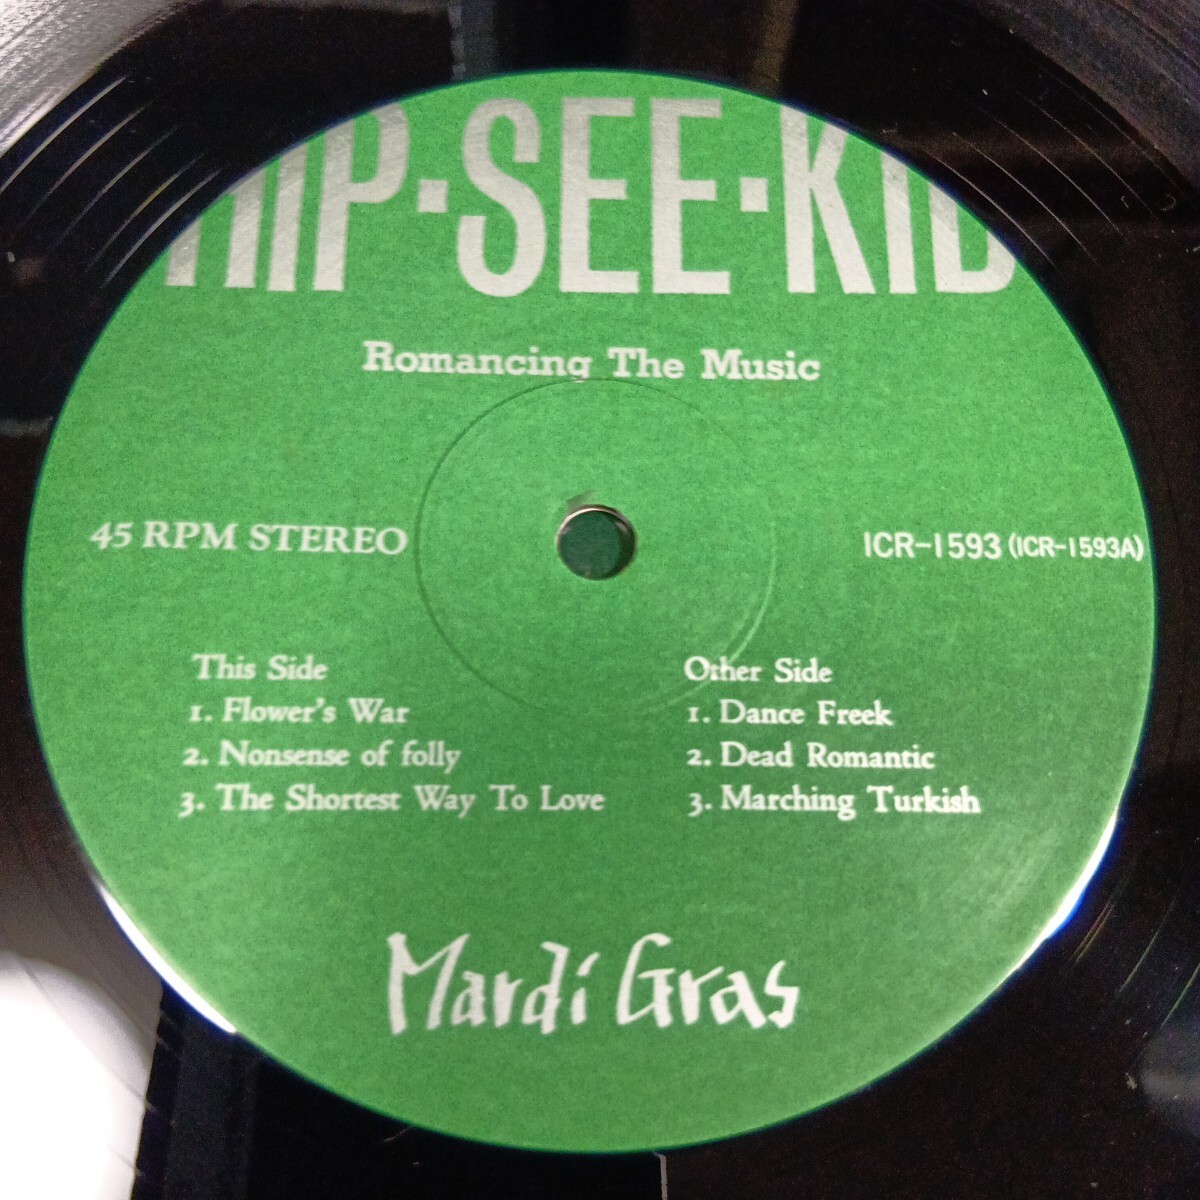 HIP·SEE·KID
Romancing The Music
45 RPM STEREO
ICR-1593 (ICR-1593A)
This Side
1. Flower's War
2. Nonsense of folly
3. The Shortest Way To Love
Other Side
1. Dance Freek
2. Dead Romantic
3. Marching Turkish
Mardi Gras